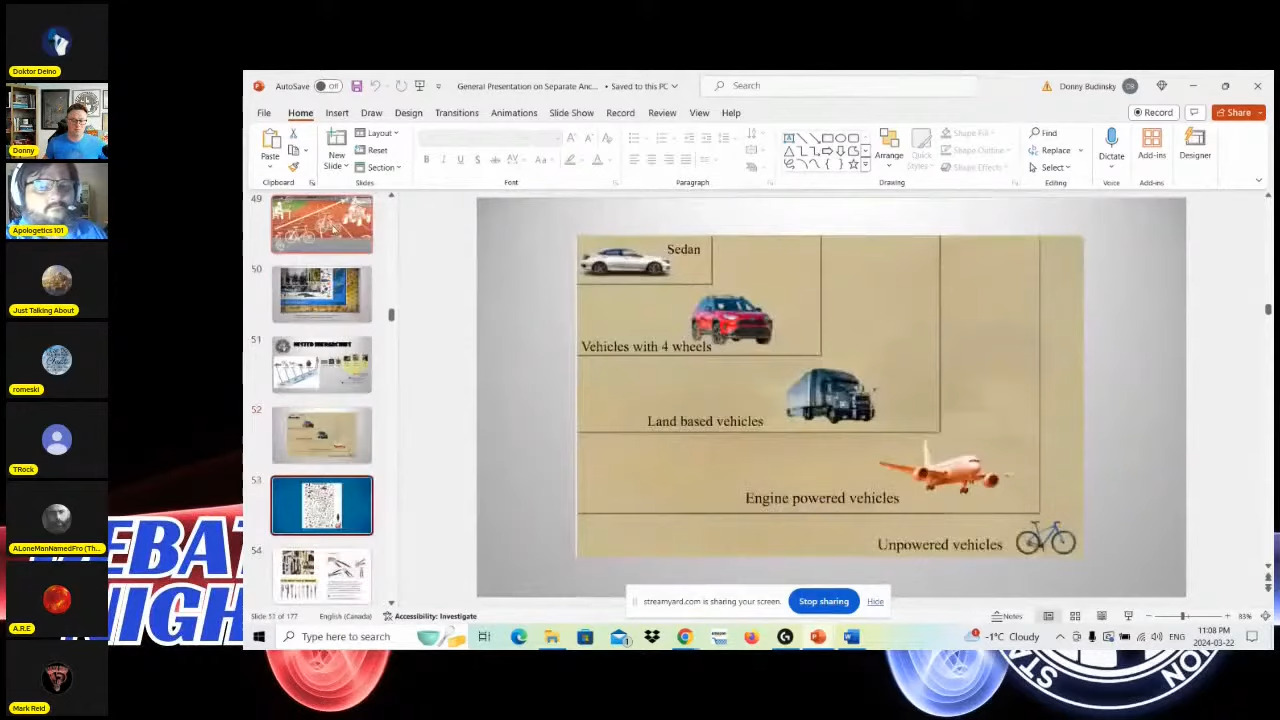 Doktor Deino
Donny
Apologetics 101
Just Talking About
romeski
TRock
ALoneManNamedFro (Th...
A.R.E
Mark Reid
AutoSave
Off
General Presentation on Separate Anc... • Saved to this PC
Search
Donny Budinsky
DB
File
Home
Insert
Draw
Design
Transitions
Animations
Slide Show
Record
Review
View
Help
Record
Share
Paste
New
Slide
Layout
Reset
Section
Arrange
Quick
Styles
Shape Fill
Shape Outline
Shape Effects
Find
Replace
Select
Dictate
Add-ins
Designer
Clipboard
Slides
Font
Paragraph
Drawing
Editing
Voice
Add-ins
49
50
51
NESTED HIERARCHIES
52
53
54
Sedan
Vehicles with 4 wheels
Land based vehicles
Engine powered vehicles
Unpowered vehicles
streamyard.com is sharing your screen.
Stop sharing
Hide
Slide 53 of 177
English (Canada)
Accessibility: Investigate
Notes
83%
Type here to search
-1°C Cloudy
ENG
11:08 PM
2024-03-22